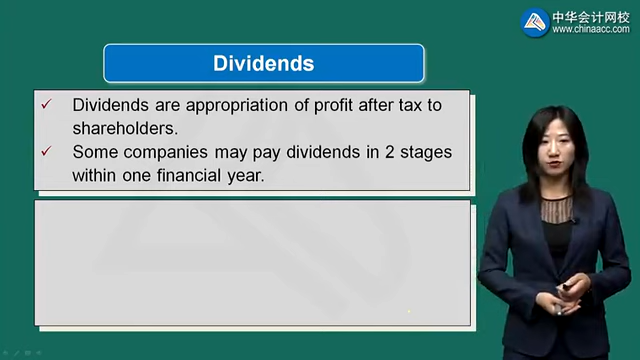 中华会计网校
www.chinaacc.com
Dividends
✓ Dividends are appropriation of profit after tax to
shareholders.
✓ Some companies may pay dividends in 2 stages
within one financial year.